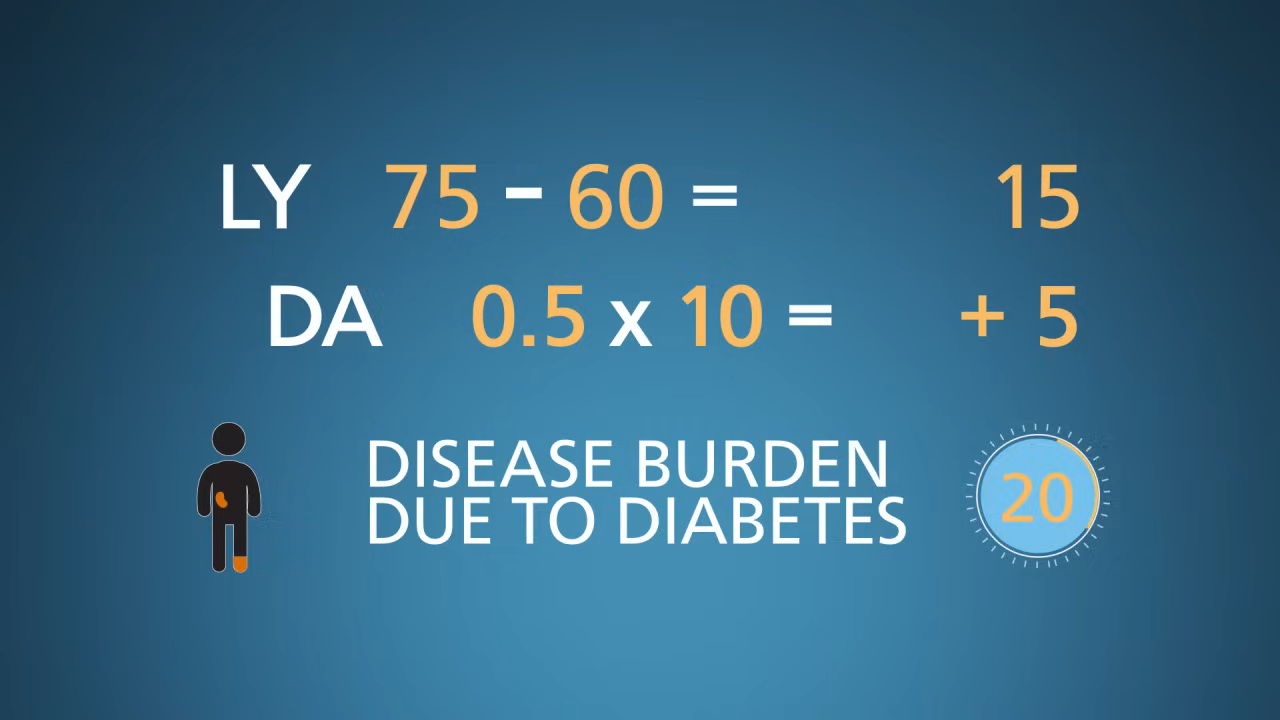 LY 75 - 60 = 15
DA 0.5 x 10 = + 5
DISEASE BURDEN
DUE TO DIABETES
20